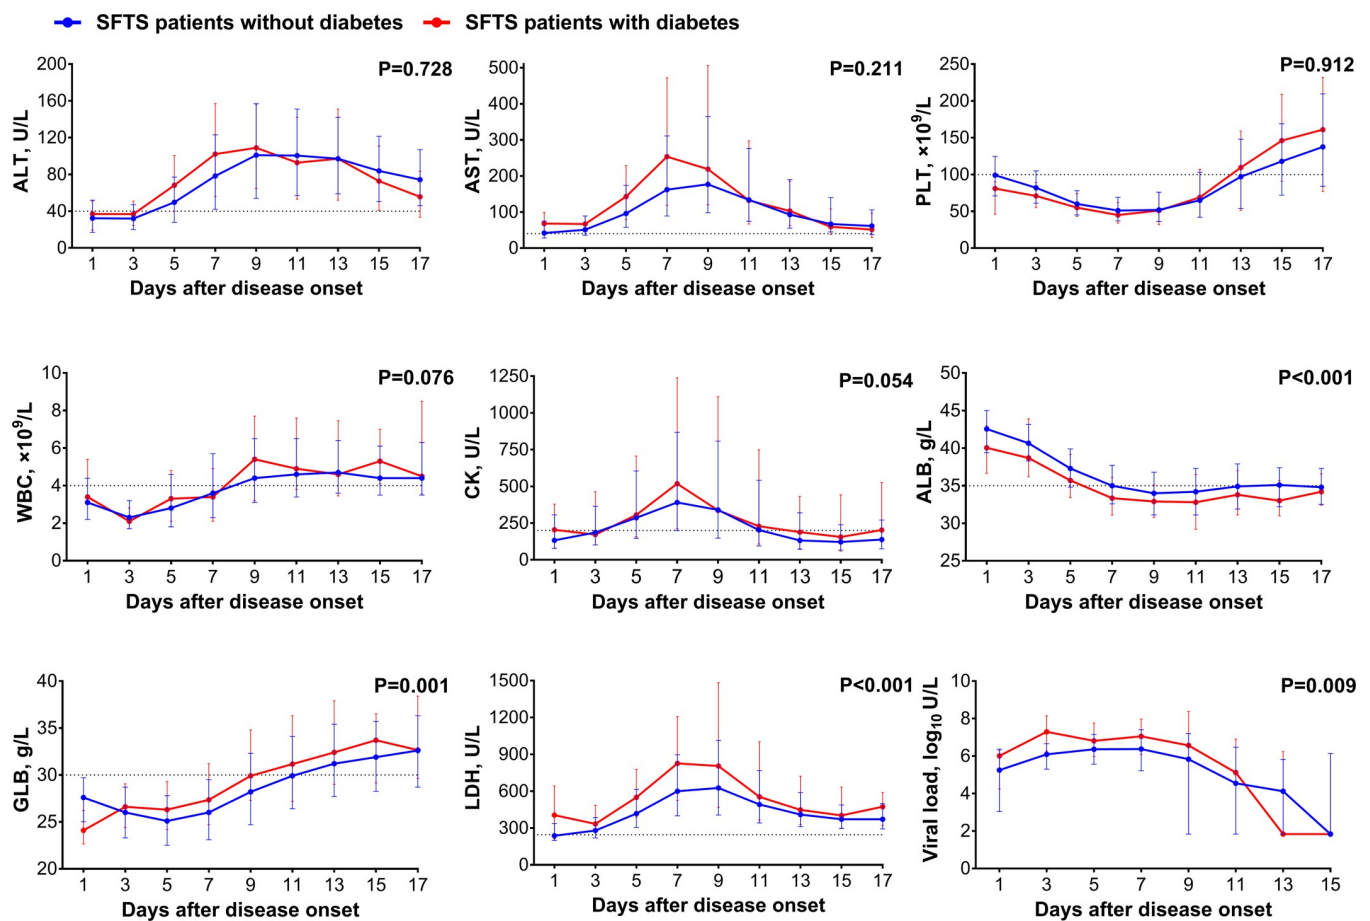 SFTS patients without diabetes SFTS patients with diabetes
P=0.728
ALT, U/L
200
160
120
80
40
0
1 3 5 7 9 11 13 15 17
Days after disease onset
P=0.211
AST, U/L
500
400
300
200
100
0
1 3 5 7 9 11 13 15 17
Days after disease onset
P=0.912
PLT, ×10⁹/L
250
200
150
100
50
0
1 3 5 7 9 11 13 15 17
Days after disease onset
P=0.076
WBC, ×10⁹/L
10
8
6
4
2
0
1 3 5 7 9 11 13 15 17
Days after disease onset
P=0.054
CK, U/L
1250
1000
750
500
250
0
1 3 5 7 9 11 13 15 17
Days after disease onset
P<0.001
ALB, g/L
50
45
40
35
30
25
1 3 5 7 9 11 13 15 17
Days after disease onset
P=0.001
GLB, g/L
40
35
30
25
20
1 3 5 7 9 11 13 15 17
Days after disease onset
P<0.001
LDH, U/L
1500
1200
900
600
300
0
1 3 5 7 9 11 13 15 17
Days after disease onset
P=0.009
Viral load, log₁₀ U/L
10
8
6
4
2
0
1 3 5 7 9 11 13 15
Days after disease onset